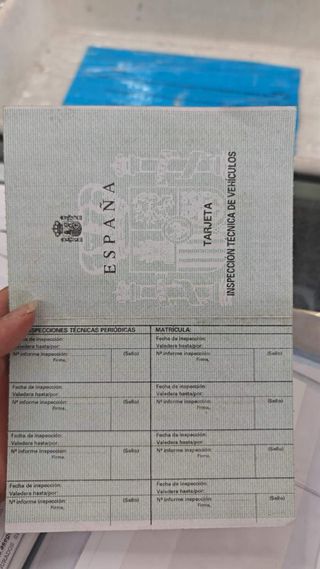 ESPAÑA
TARJETA
INSPECCIÓN TÉCNICA DE VEHÍCULOS
INSPECCIONES TÉCNICAS PERIÓDICAS
MATRÍCULA:
Fecha de inspección:
Valedera hasta/por:
Nº informe inspección: (Sello)
Firma,
Fecha de inspección:
Valedera hasta/por:
Nº informe inspección: (Sello)
Firma,
Fecha de inspección:
Valedera hasta/por:
Nº informe inspección: (Sello)
Firma,
Fecha de inspección:
Valedera hasta/por:
Nº informe inspección: (Sello)
Firma,
Fecha de inspección:
Valedera hasta/por:
Nº informe inspección: (Sello)
Firma,
Fecha de inspección:
Valedera hasta/por:
Nº informe inspección: (Sello)
Firma,
Fecha de inspección:
Valedera hasta/por:
Nº informe inspección: (Sello)
Firma,
Fecha de inspección:
Valedera hasta/por:
Nº informe inspección: (Sello)
Firma,